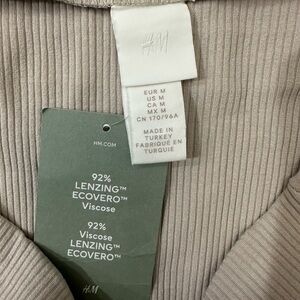 H&M
EUR M
US M
CA M
MX M
CN 170/96A
MADE IN
TURKEY
FABRIQUÉ EN
TURQUIE
HM.COM
92%
LENZING™
ECOVERO™
Viscose
92%
Viscose
LENZING™
ECOVERO™
H&M